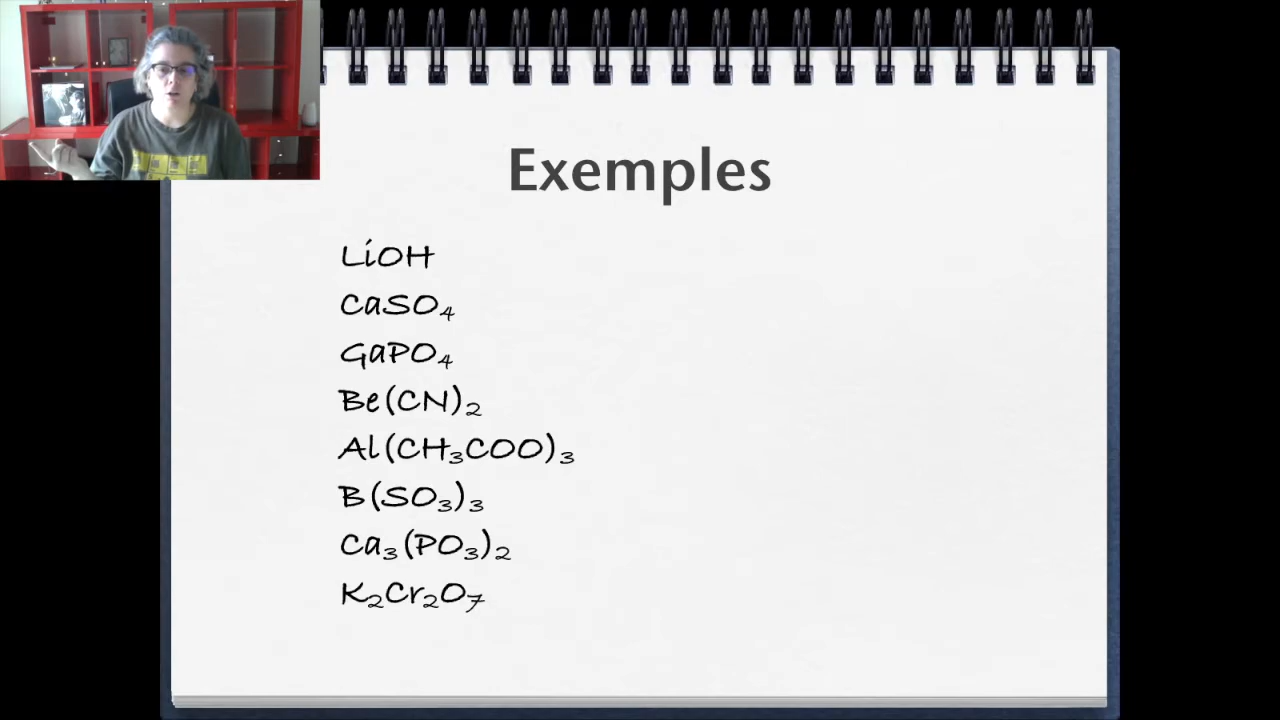 Exemples
LiOH
CaSO₄
GaPO₄
Be(CN)₂
Al(CH₃COO)₃
B(SO₃)₃
Ca₃(PO₃)₂
K₂Cr₂O₇